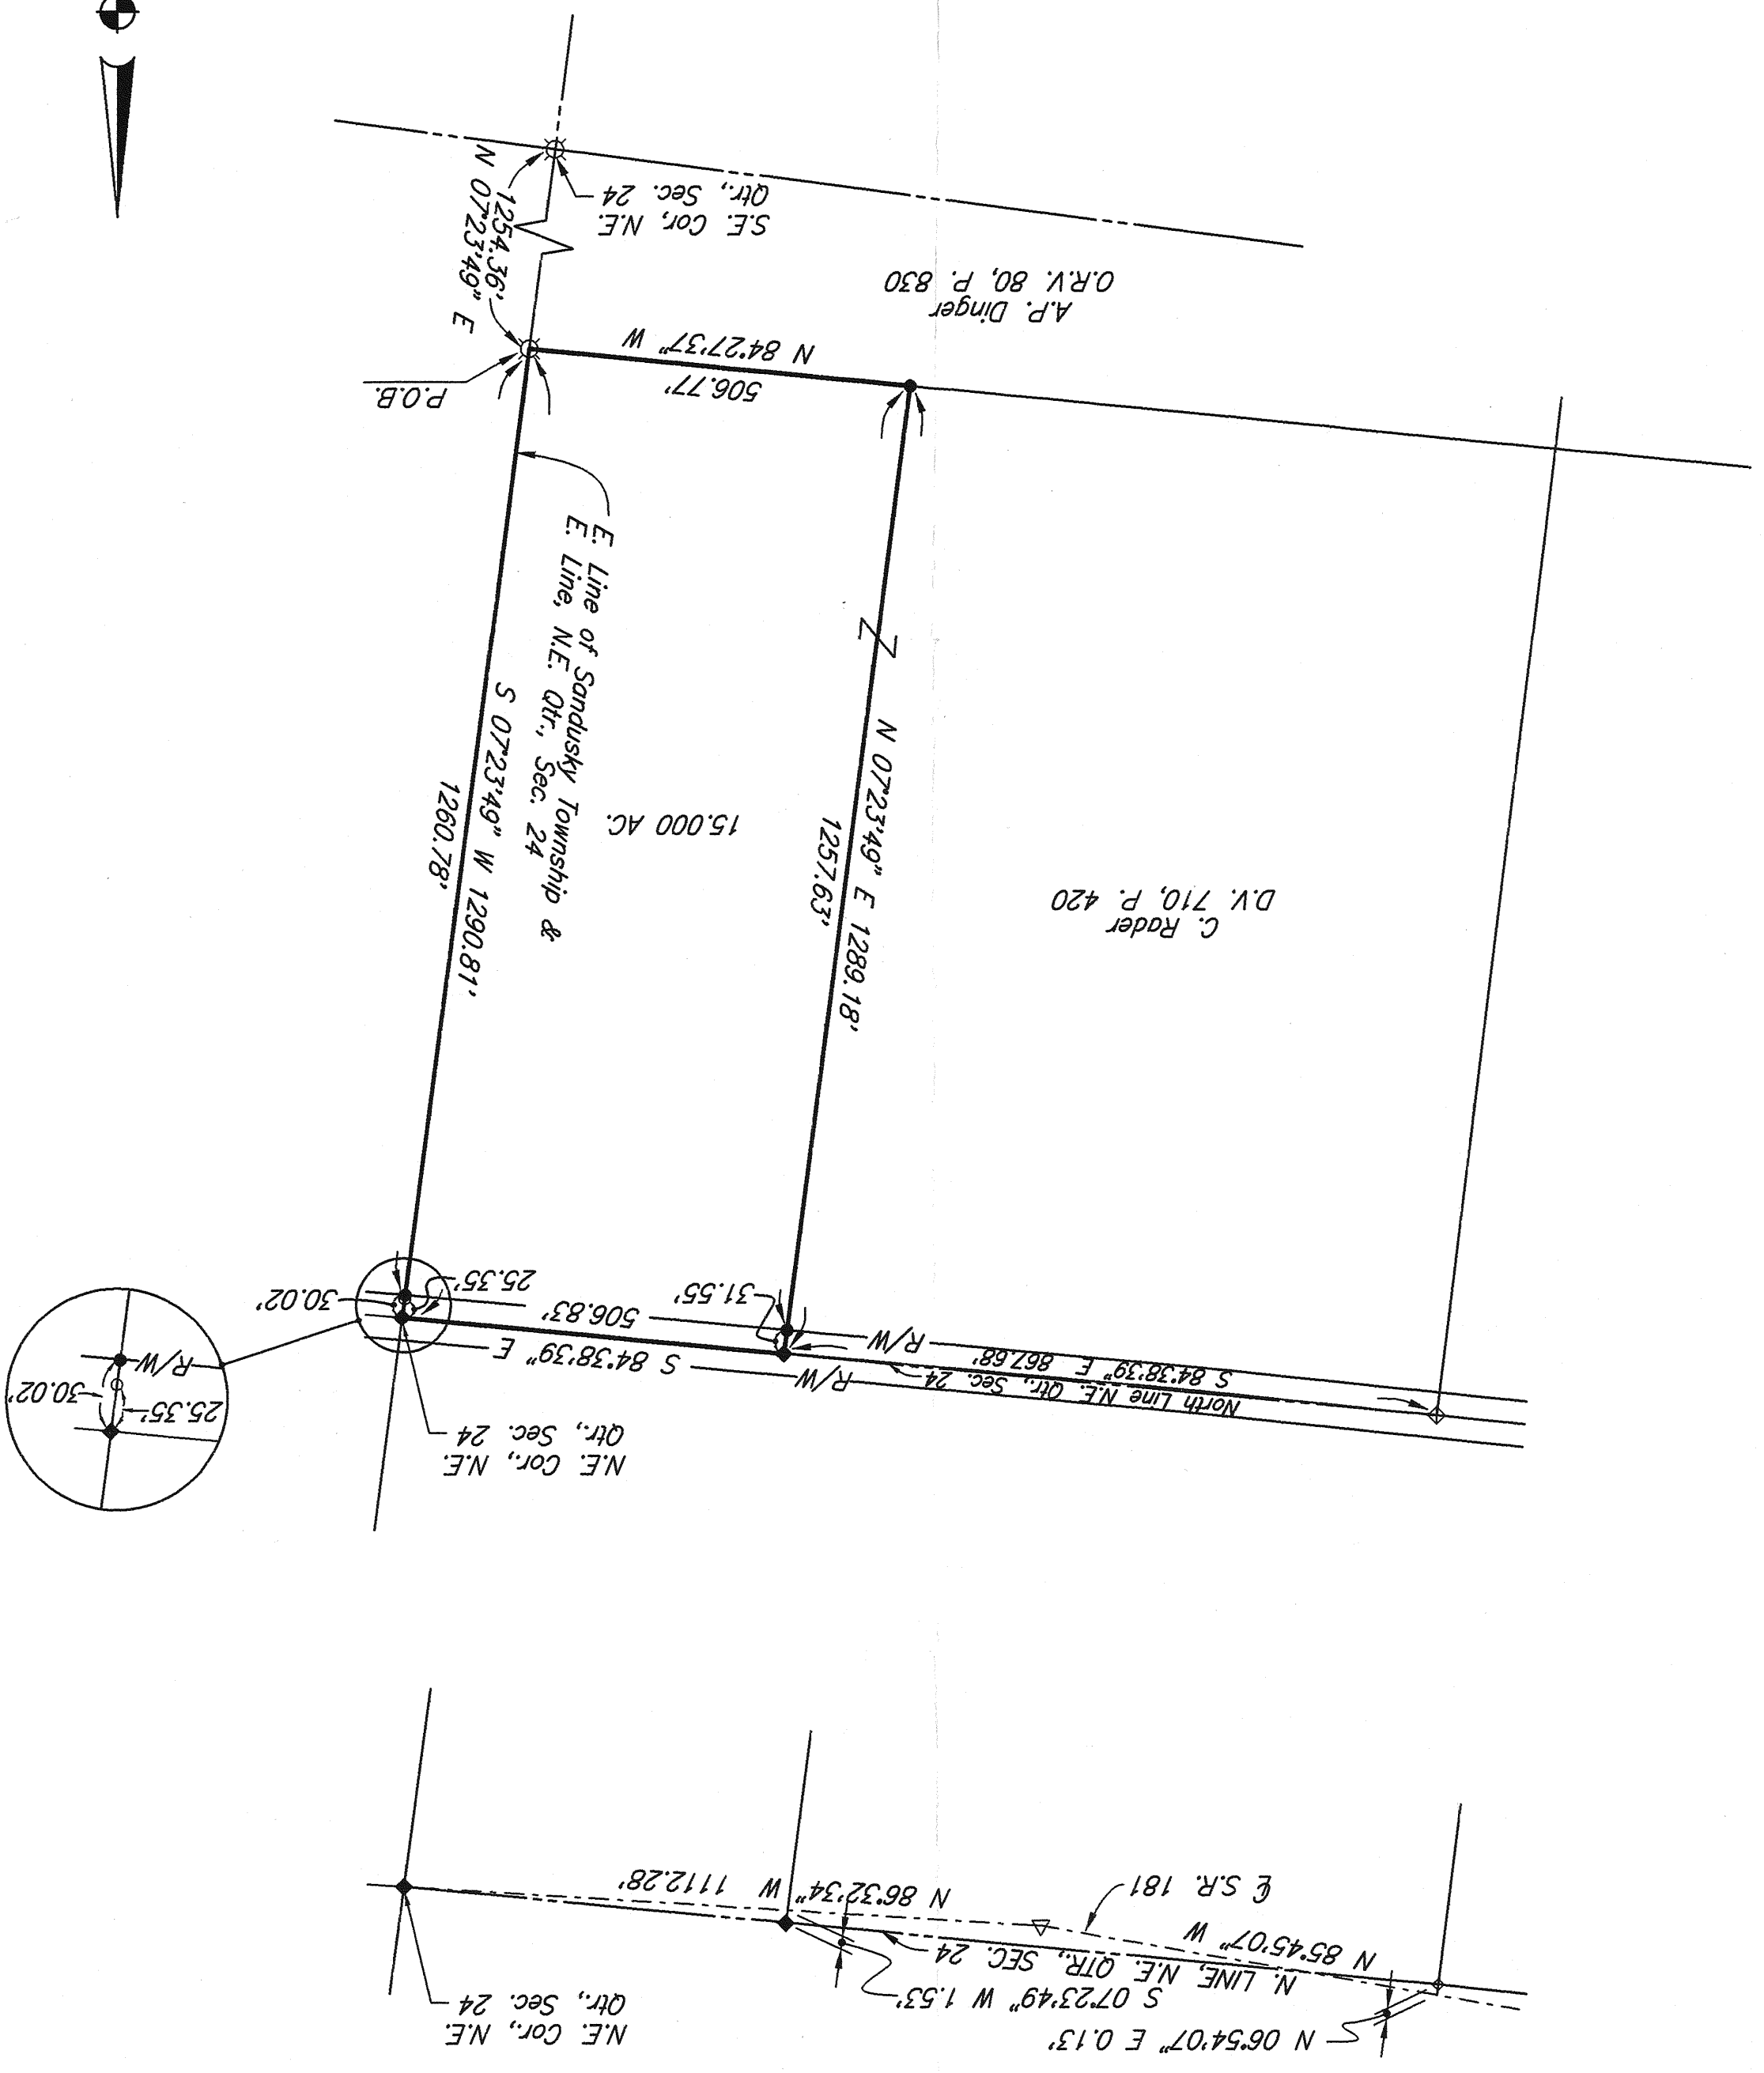 N 06°54'07" E 0.13'
S 07°23'49" W 1.53'
N. LINE, N.E. QTR., SEC. 24
N 85°45'07" W
℄ S.R. 181
N 86°32'34" W 1112.28'
N.E. Cor., N.E.
Qtr., Sec. 24
N.E. Cor., N.E.
Qtr., Sec. 24
North Line N.E. Qtr., Sec. 24
S 84°38'39" E 867.68'
R/W
R/W
S 84°38'39" E
506.83'
31.55'
25.35'
30.02'
25.35'
30.02'
R/W
C. Rader
D.V. 710, P. 420
N 07°23'49" E 1289.18'
1257.63'
15.000 AC.
E. Line of Sandusky Township &
E. Line, N.E. Qtr., Sec. 24
S 07°23'49" W 1290.81'
1260.78'
506.77'
N 84°27'37" W
P.O.B.
A.P. Dinger
O.R.V. 80, P. 830
1254.36'
N 07°23'49" E
S.E. Cor, N.E.
Qtr., Sec. 24